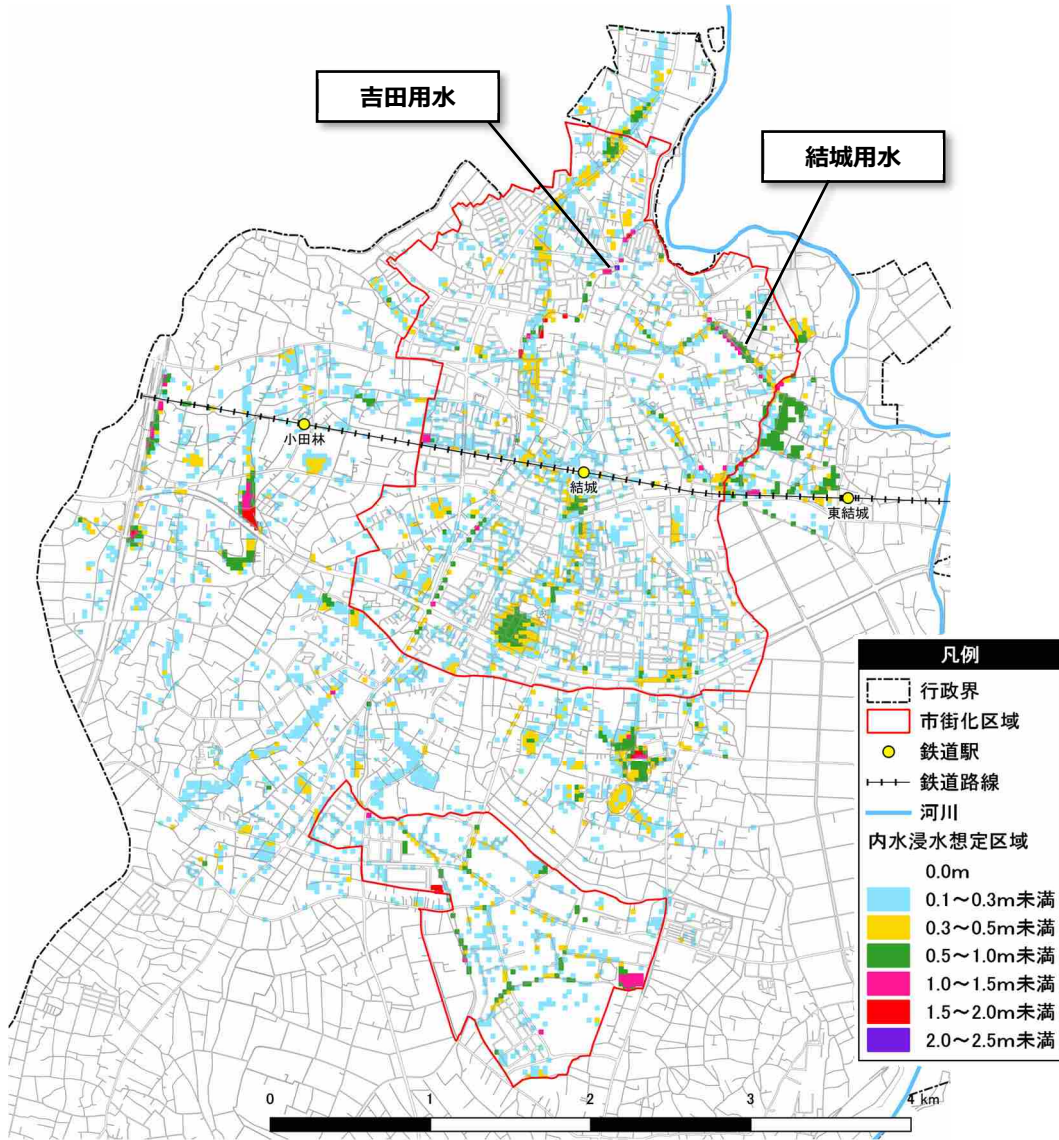 吉田用水
結城用水
小田林
結城
東結城
凡例
行政界
市街化区域
鉄道駅
鉄道路線
河川
内水浸水想定区域
0.0m
0.1～0.3m未満
0.3～0.5m未満
0.5～1.0m未満
1.0～1.5m未満
1.5～2.0m未満
2.0～2.5m未満
0 1 2 3 4 km